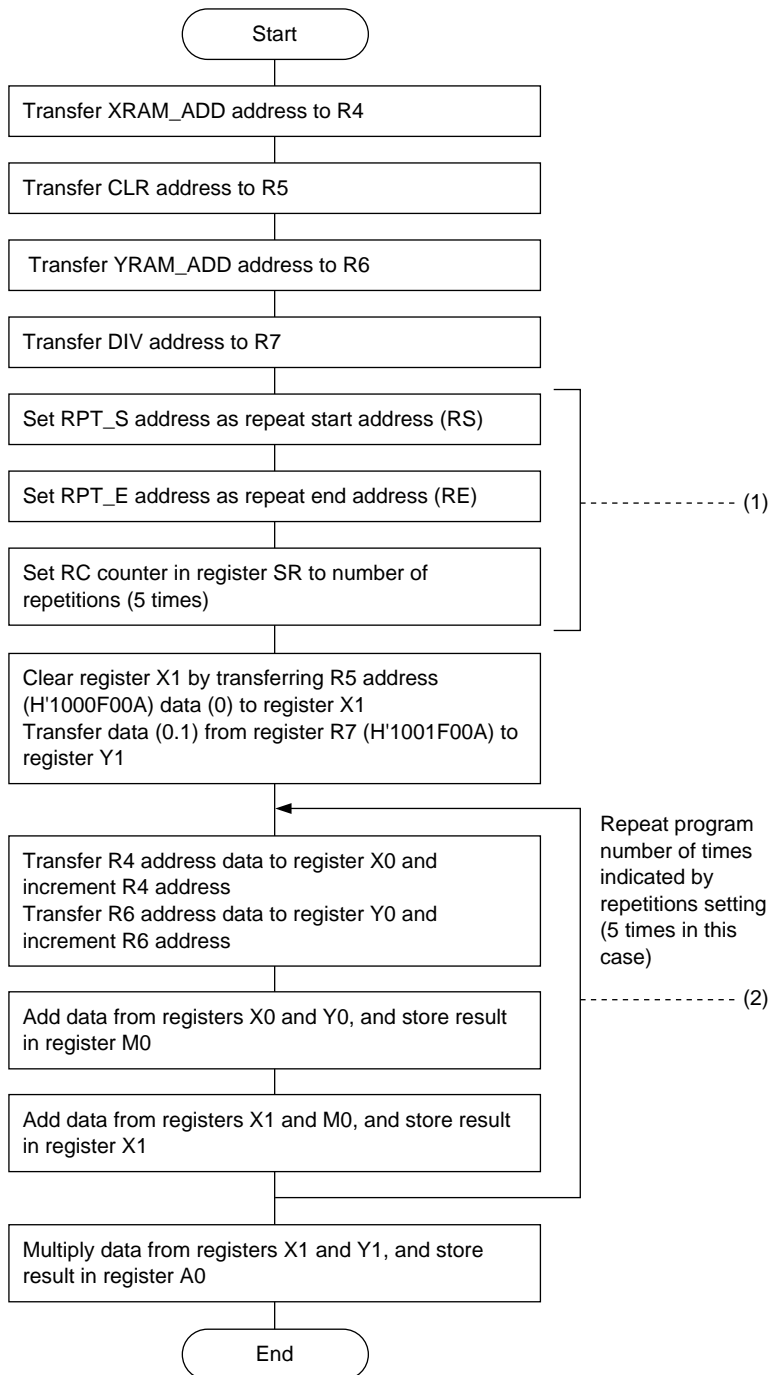 Start
Transfer XRAM_ADD address to R4
Transfer CLR address to R5
Transfer YRAM_ADD address to R6
Transfer DIV address to R7
Set RPT_S address as repeat start address (RS)
Set RPT_E address as repeat end address (RE)
(1)
Set RC counter in register SR to number of
repetitions (5 times)
Clear register X1 by transferring R5 address
(H'1000F00A) data (0) to register X1
Transfer data (0.1) from register R7 (H'1001F00A) to
register Y1
Repeat program
number of times
indicated by
repetitions setting
(5 times in this
case)
Transfer R4 address data to register X0 and
increment R4 address
Transfer R6 address data to register Y0 and
increment R6 address
(2)
Add data from registers X0 and Y0, and store result
in register M0
Add data from registers X1 and M0, and store result
in register X1
Multiply data from registers X1 and Y1, and store
result in register A0
End